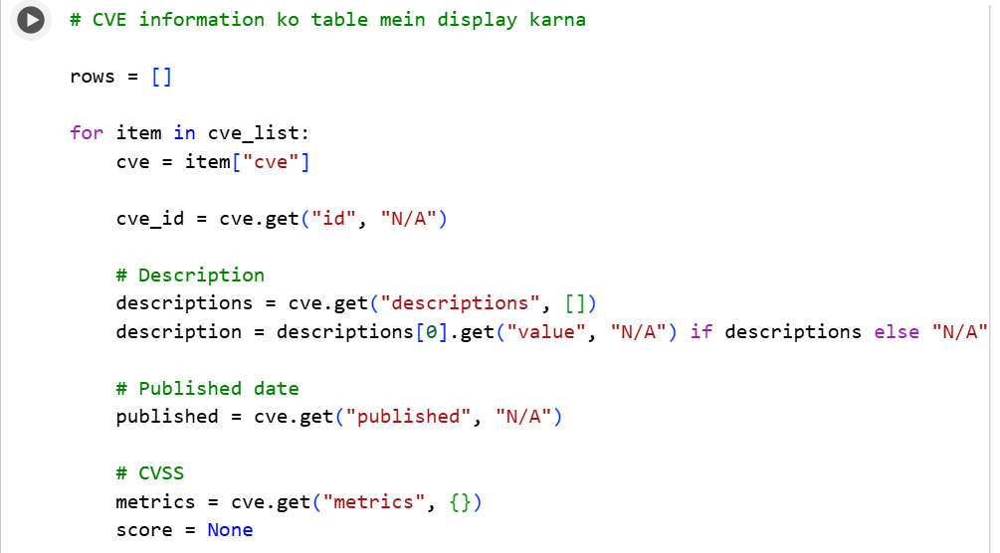 # CVE information ko table mein display karna
rows = []
for item in cve_list:
    cve = item["cve"]
    cve_id = cve.get("id", "N/A")
    # Description
    descriptions = cve.get("descriptions", [])
    description = descriptions[0].get("value", "N/A") if descriptions else "N/A"
    # Published date
    published = cve.get("published", "N/A")
    # CVSS
    metrics = cve.get("metrics", {})
    score = None